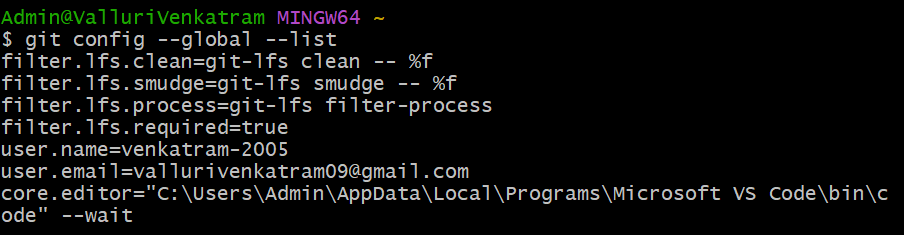 Admin@ValluriVenkatram MINGW64 ~
$ git config --global --list
filter.lfs.clean=git-lfs clean -- %f
filter.lfs.smudge=git-lfs smudge -- %f
filter.lfs.process=git-lfs filter-process
filter.lfs.required=true
user.name=venkatram-2005
user.email=vallurivenkatram09@gmail.com
core.editor="C:\Users\Admin\AppData\Local\Programs\Microsoft VS Code\bin\c
ode" --wait